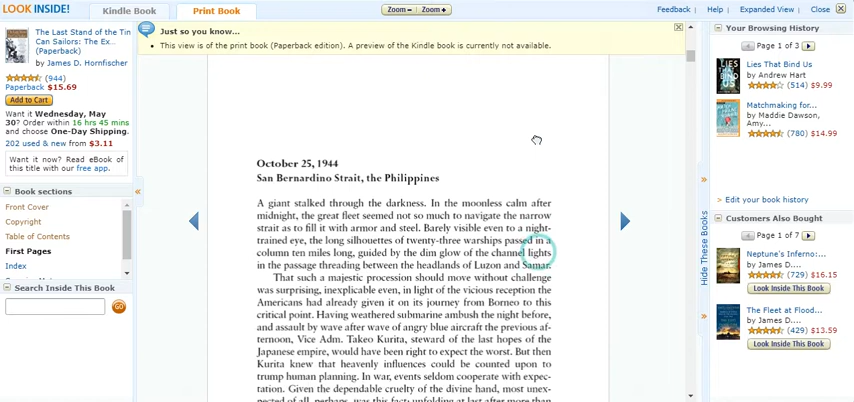 LOOK INSIDE!
Kindle Book
Print Book
Zoom −
Zoom +
Feedback | Help | Expanded View | Close
The Last Stand of the Tin
Can Sailors: The Ex...
(Paperback)
by James D. Hornfischer
(944)
Paperback $15.69
Add to Cart
Want it Wednesday, May
30? Order within 16 hrs 45 mins
and choose One-Day Shipping.
202 used & new from $3.11
Want it now? Read eBook of
this title with our free app.
Book sections
Front Cover
Copyright
Table of Contents
First Pages
Index
Search Inside This Book
GO
Just so you know...
• This view is of the print book (Paperback edition). A preview of the Kindle book is currently not available.
October 25, 1944
San Bernardino Strait, the Philippines
A giant stalked through the darkness. In the moonless calm after
midnight, the great fleet seemed not so much to navigate the narrow
strait as to fill it with armor and steel. Barely visible even to a night-
trained eye, the long silhouettes of twenty-three warships passed in a
column ten miles long, guided by the dim glow of the channel lights
in the passage threading between the headlands of Luzon and Samar.
That such a majestic procession should move without challenge
was surprising, inexplicable even, in light of the vicious reception the
Americans had already given it on its journey from Borneo to this
critical point. Having weathered submarine ambush the night before,
and assault by wave after wave of angry blue aircraft the previous af-
ternoon, Vice Adm. Takeo Kurita, steward of the last hopes of the
Japanese empire, would have been right to expect the worst. But then
Kurita knew that heavenly influences could be counted upon to
trump human planning. In war, events seldom cooperate with expec-
tation. Given the dependable cruelty of the divine hand, most unex-
pected of all, perhaps, was this fact: unfolding at last after more than
Hide These Books
Your Browsing History
Page 1 of 3
Lies That Bind Us
by Andrew Hart
(514) $9.99
Matchmaking for...
by Maddie Dawson,
Amy...
(780) $14.99
> Edit your book history
Customers Also Bought
Page 1 of 7
Neptune's Inferno:...
by James D....
(729) $16.15
Look Inside This Book
The Fleet at Flood...
by James D....
(429) $13.59
Look Inside This Book